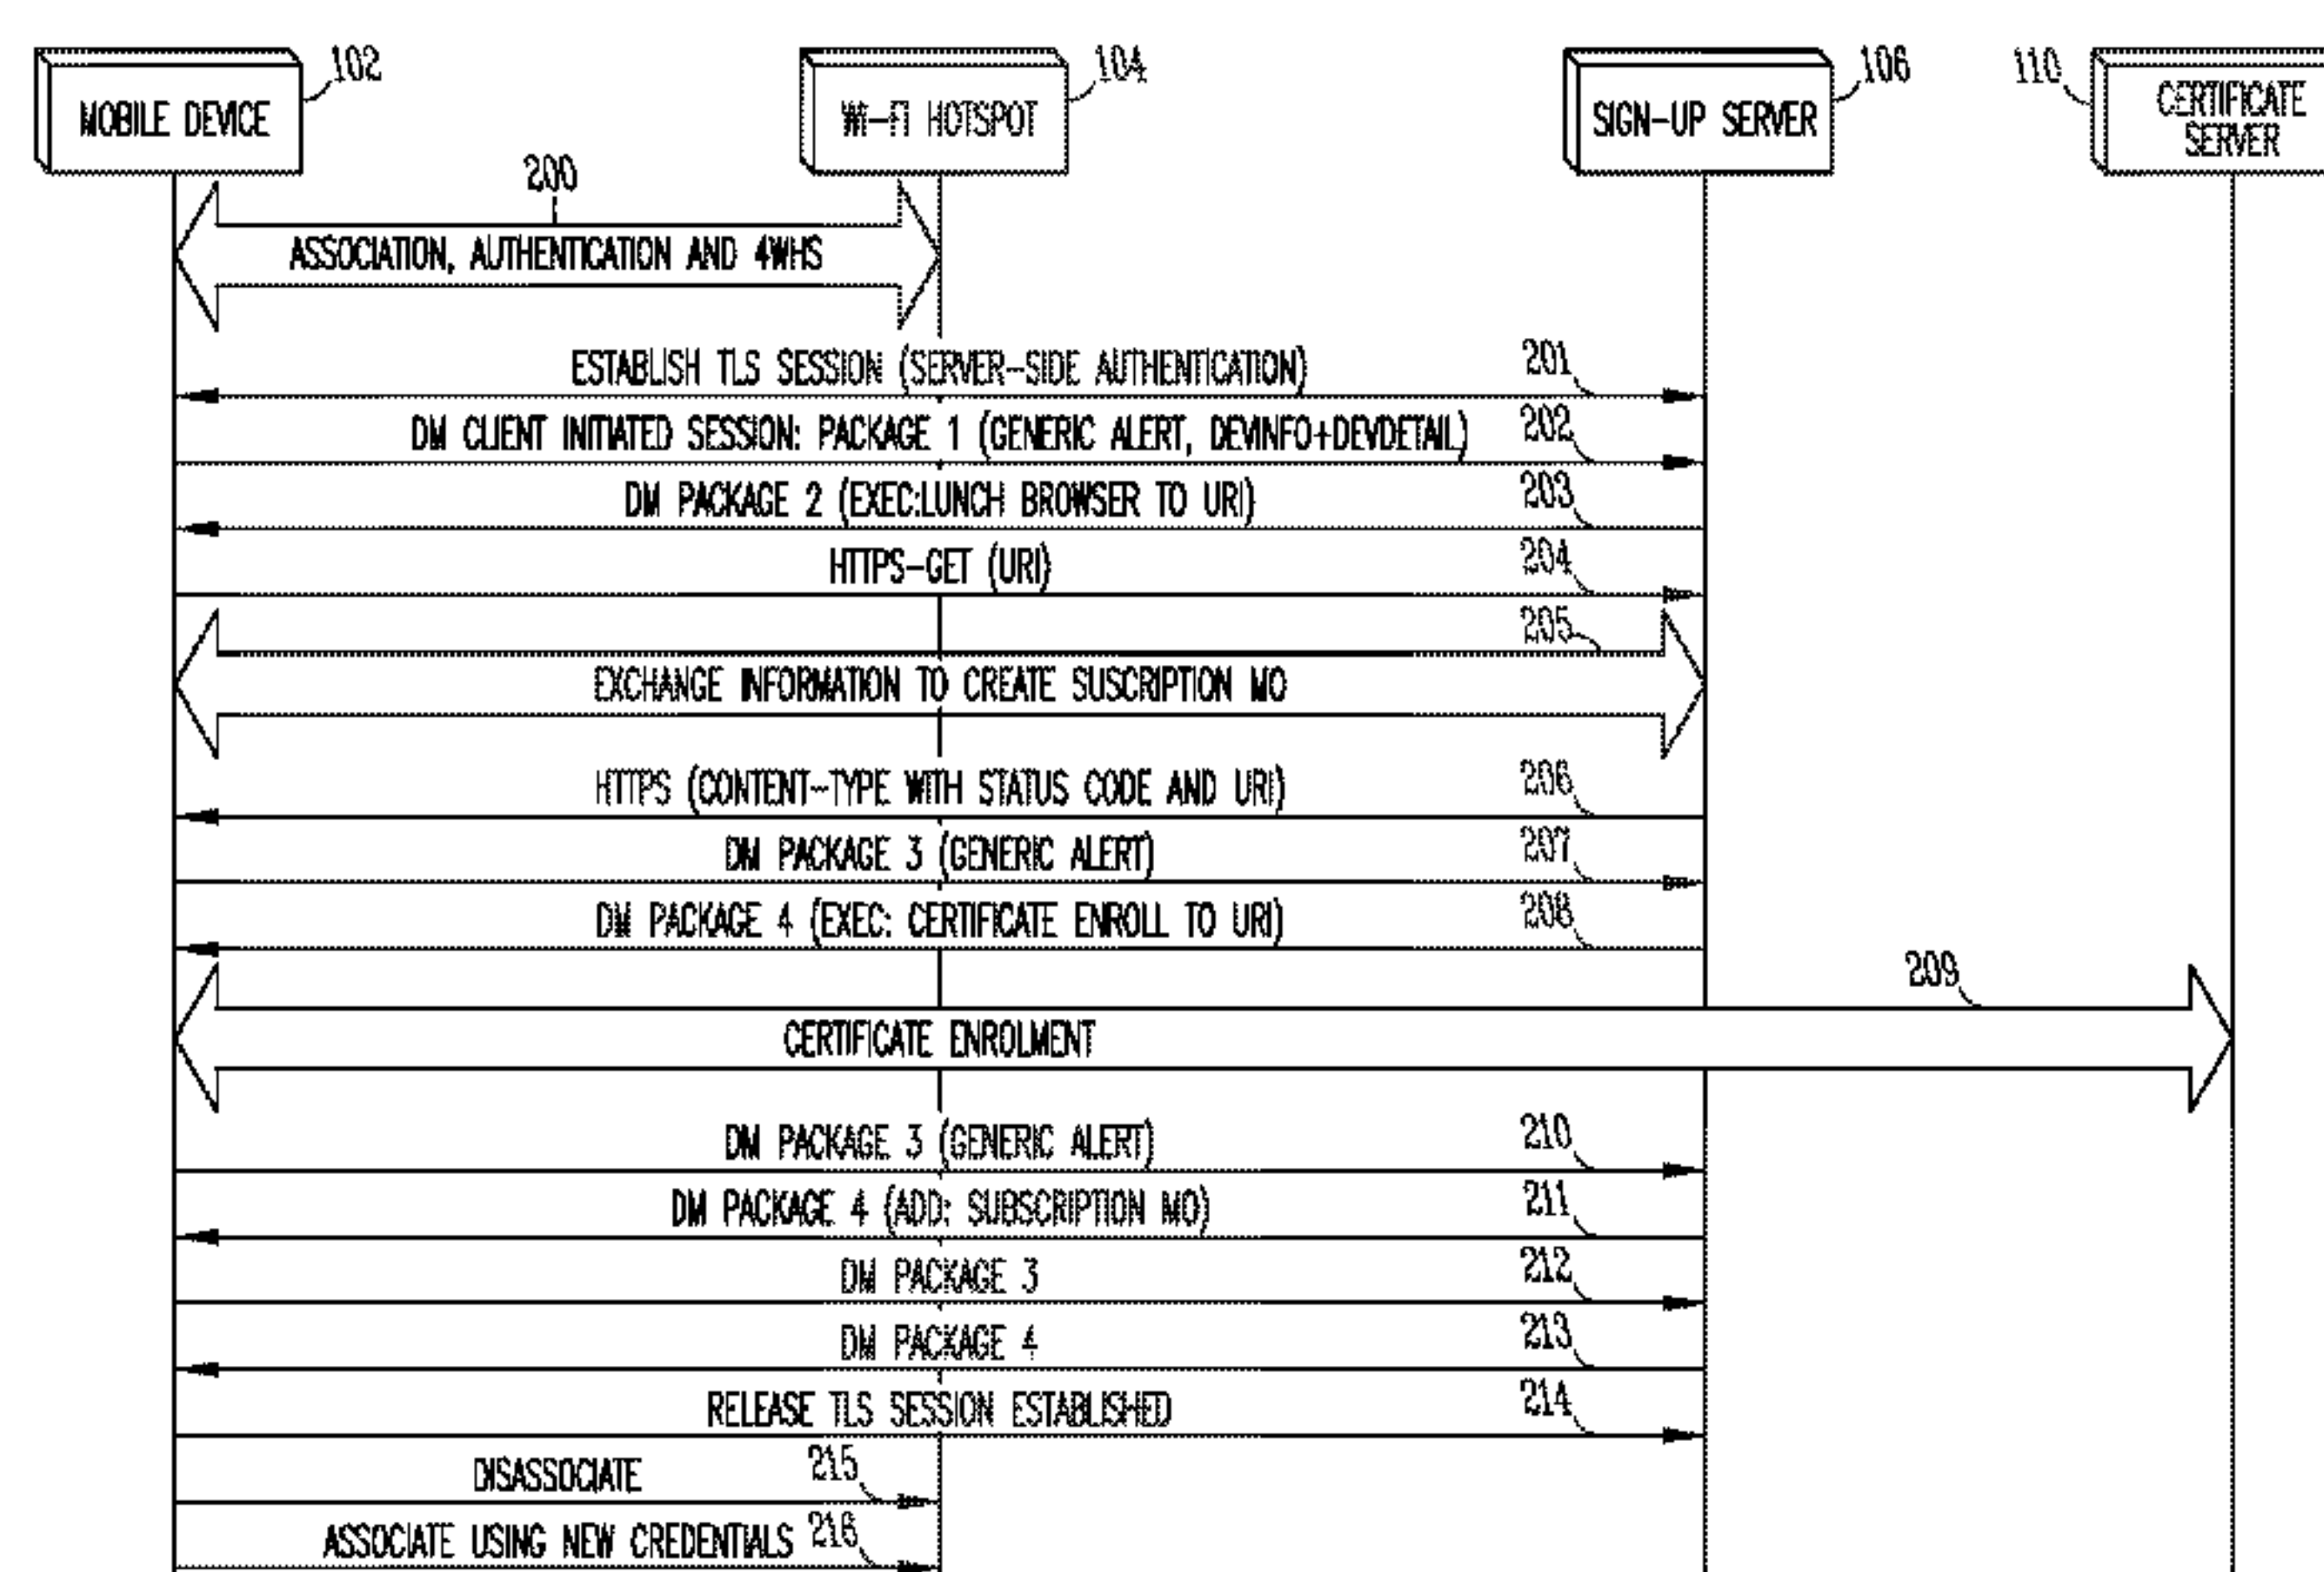 102
104
106
110
MOBILE DEVICE
WI-FI HOTSPOT
SIGN-UP SERVER
CERTIFICATE
SERVER
200
ASSOCIATION, AUTHENTICATION AND 4WHS
ESTABLISH TLS SESSION (SERVER-SIDE AUTHENTICATION)
201
DM CLIENT INITIATED SESSION: PACKAGE 1 (GENERIC ALERT, DEVINFO+DEVDETAIL)
202
DM PACKAGE 2 (EXEC:LUNCH BROWSER TO URI)
203
HTTPS-GET (URI)
204
205
EXCHANGE INFORMATION TO CREATE SUSCRIPTION MO
HTTPS (CONTENT-TYPE WITH STATUS CODE AND URI)
206
DM PACKAGE 3 (GENERIC ALERT)
207
DM PACKAGE 4 (EXEC: CERTIFICATE ENROLL TO URI)
208
209
CERTIFICATE ENROLMENT
DM PACKAGE 3 (GENERIC ALERT)
210
DM PACKAGE 4 (ADD: SUBSCRIPTION MO)
211
DM PACKAGE 3
212
DM PACKAGE 4
213
RELEASE TLS SESSION ESTABLISHED
214
DISASSOCIATE
215
ASSOCIATE USING NEW CREDENTIALS
216